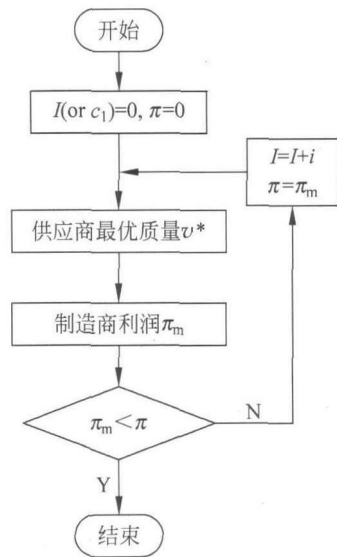 开始
I(or c₁)=0, π=0
I=I+i
π=πₘ
供应商最优质量v*
制造商利润πₘ
πₘ<π
N
Y
结束